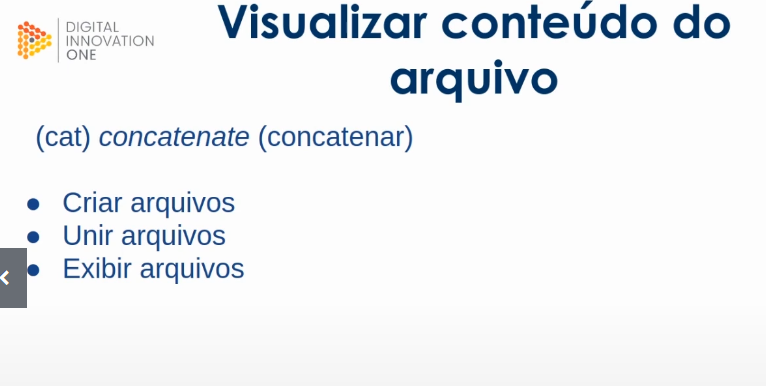 DIGITAL
INNOVATION
ONE
Visualizar conteúdo do
arquivo
(cat) concatenate (concatenar)
● Criar arquivos
● Unir arquivos
● Exibir arquivos